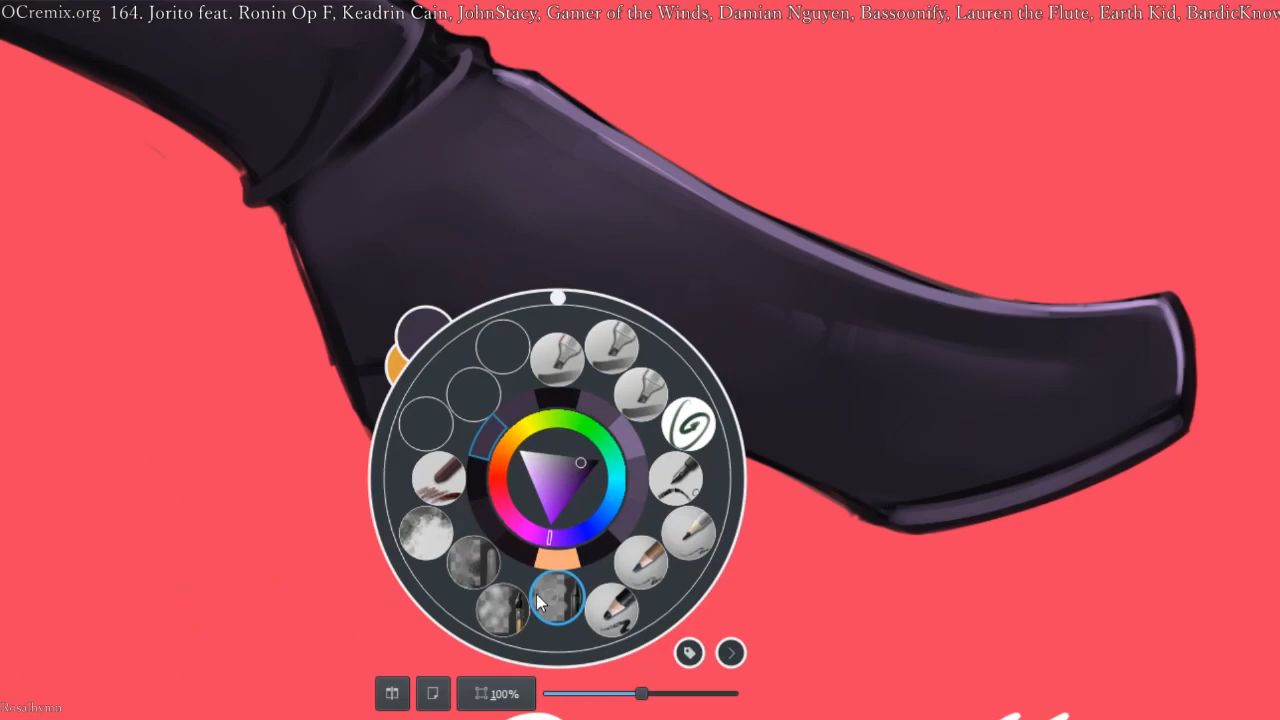 OCremix.org 164. Jorito feat. Ronin Op F, Keadrin Cain, JohnStacy, Gamer of the Winds, Damian Nguyen, Bassoonify, Lauren the Flute, Earth Kid, BardicKnow
100%
Rosalhymn